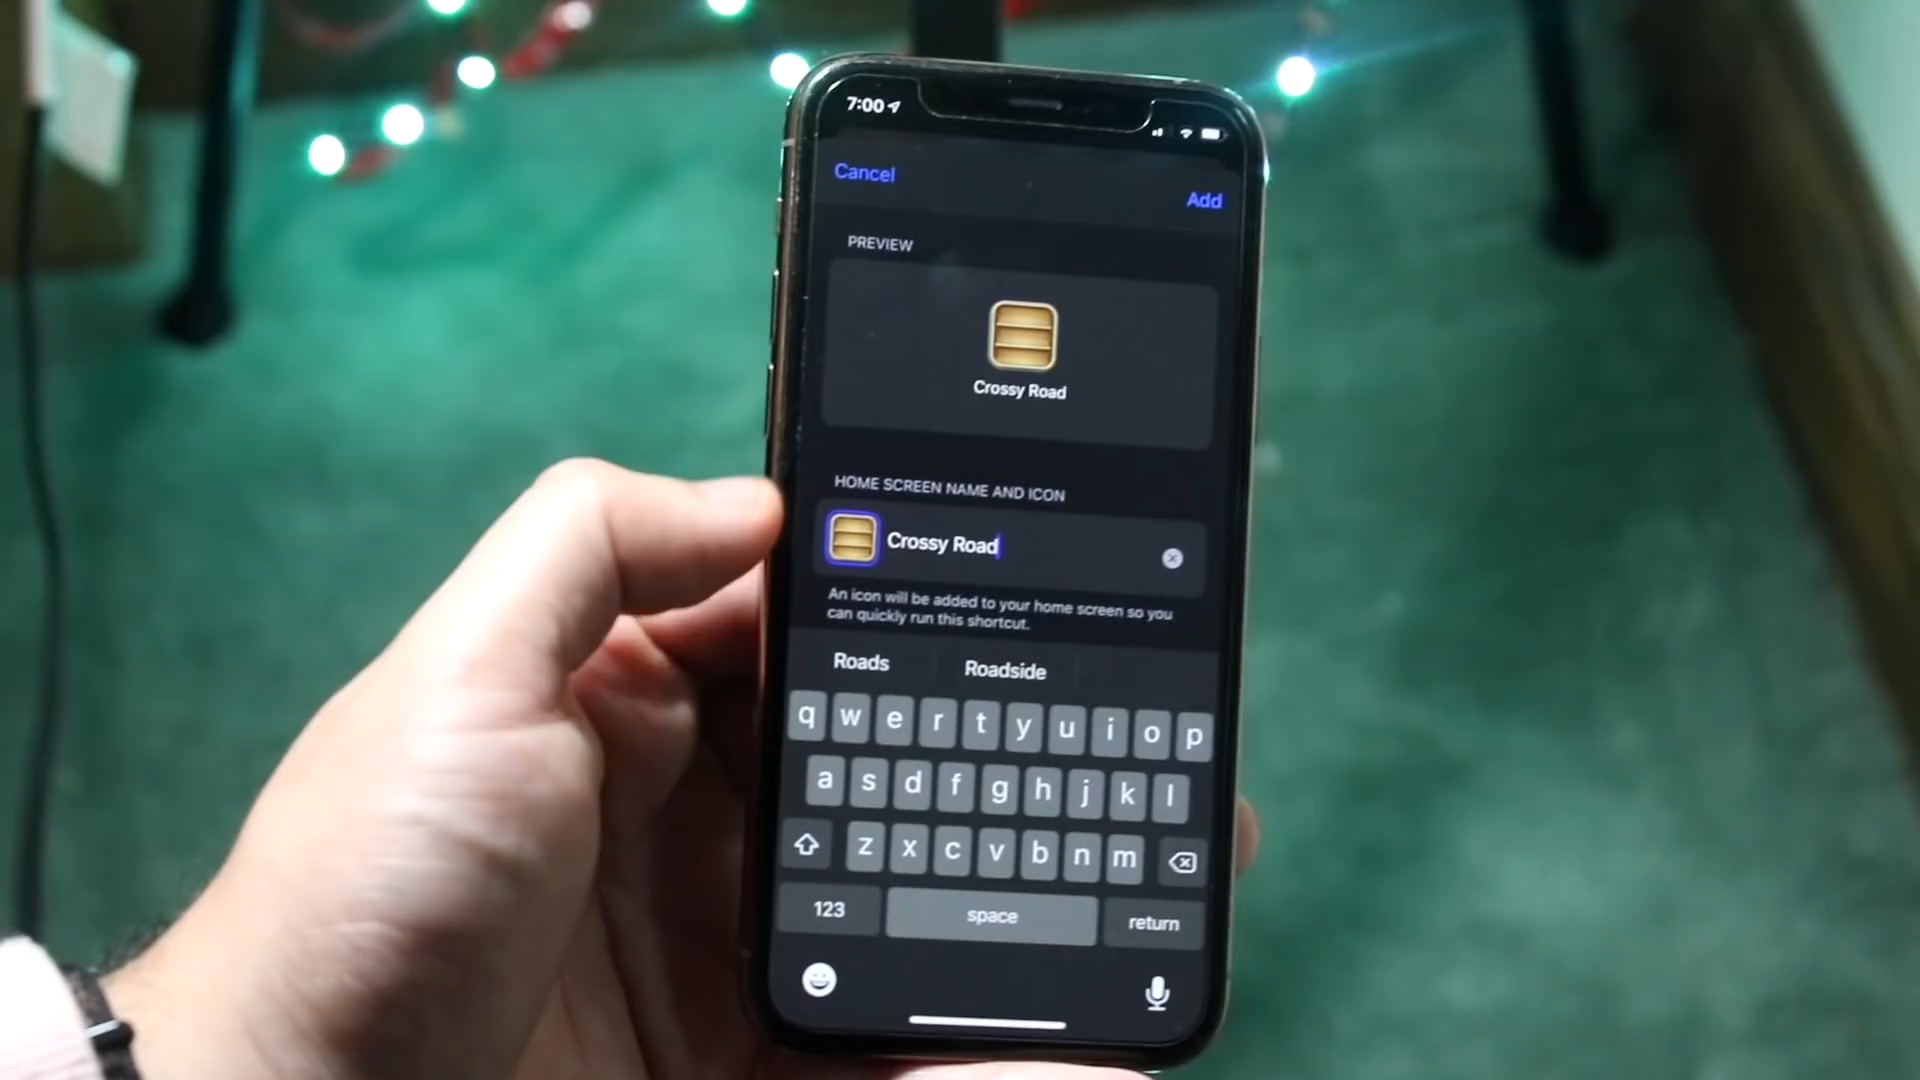 7:00
Cancel
Add
PREVIEW
Crossy Road
HOME SCREEN NAME AND ICON
Crossy Road
An icon will be added to your home screen so you
can quickly run this shortcut.
Roads Roadside
q w e r t y u i o p
a s d f g h j k l
z x c v b n m
123 space return